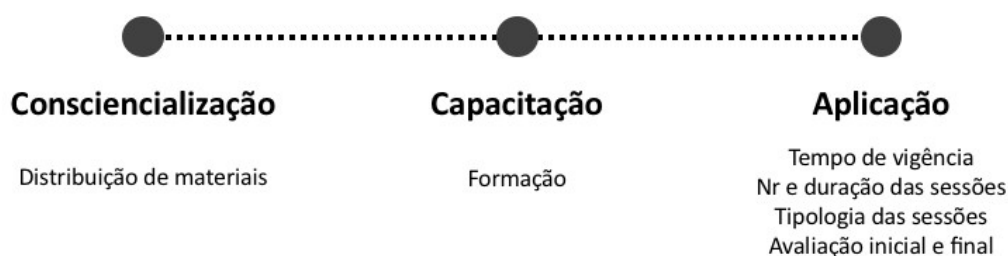 Consciencialização
Capacitação
Aplicação
Distribuição de materiais
Formação
Tempo de vigência
Nr e duração das sessões
Tipologia das sessões
Avaliação inicial e final